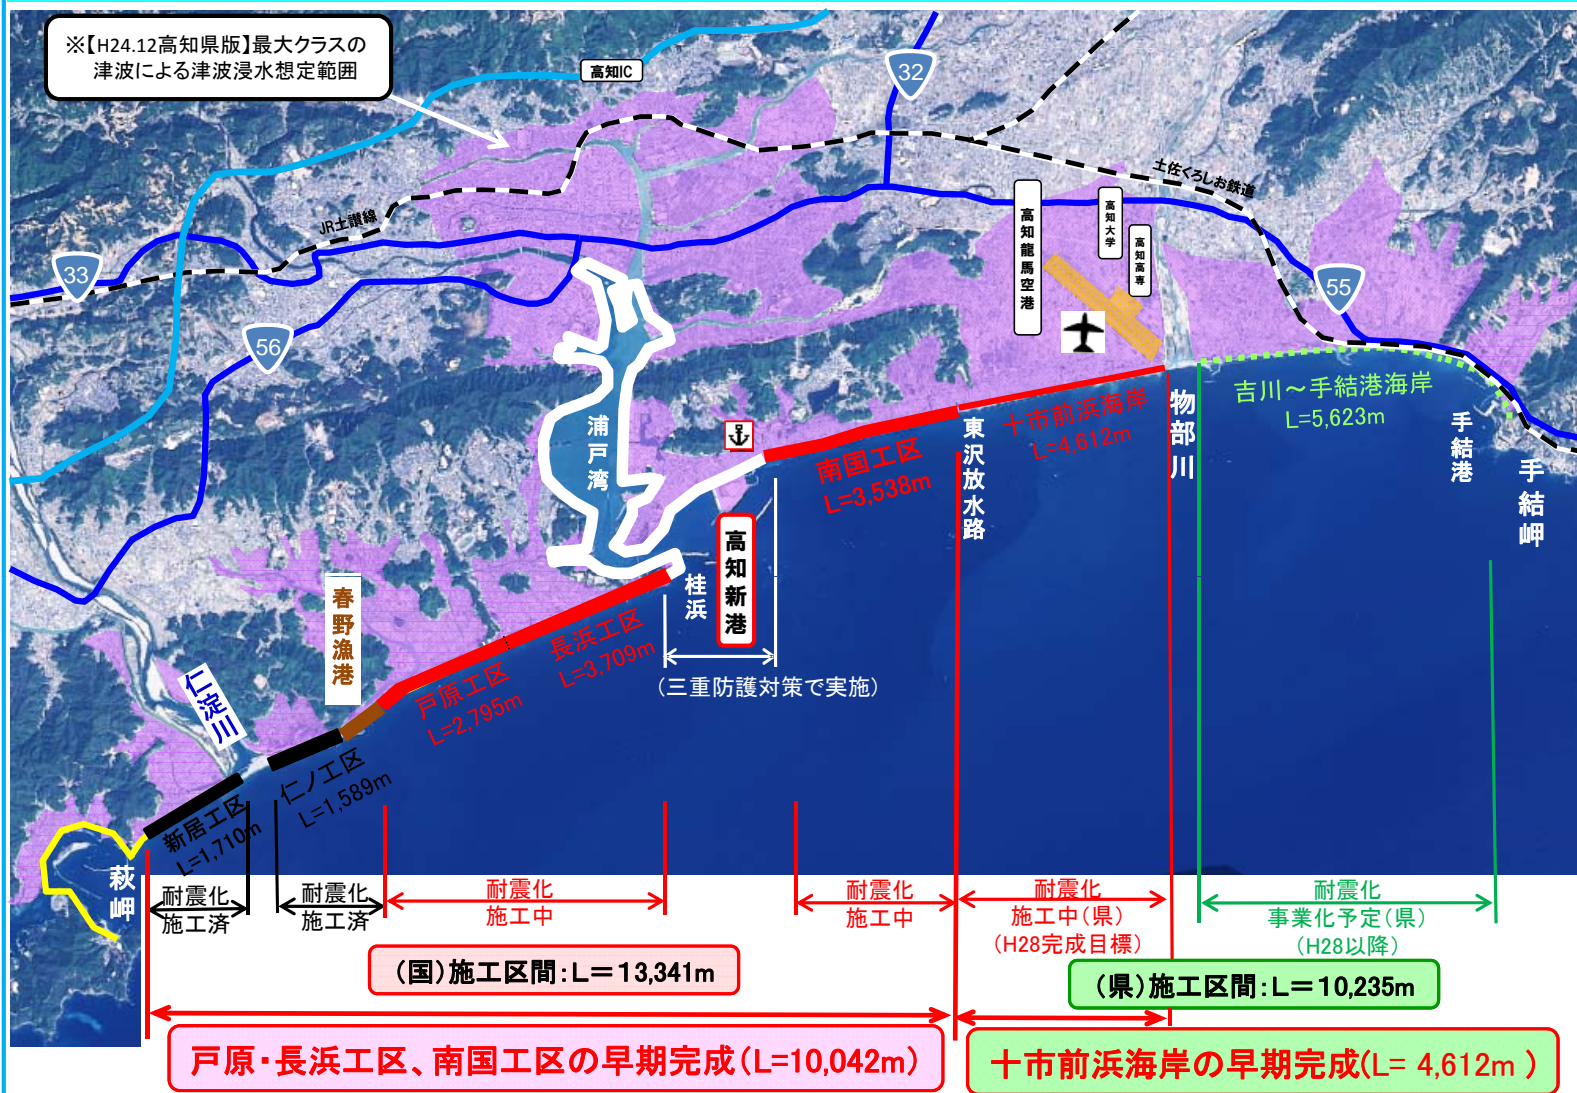 ※【H24.12高知県版】最大クラスの
津波による津波浸水想定範囲
高知IC
32
土佐くろしお鉄道
JR土讃線
高知龍馬空港
高知大学
高知高専
33
55
56
浦戸湾
吉川～手結港海岸
L=5,623m
物部川
十市前浜海岸
L=4,612m
東沢放水路
手結港
手結岬
南国工区
L=3,538m
高知新港
桂浜
春野漁港
長浜工区
L=3,709m
(三重防護対策で実施)
戸原工区
L=2,795m
仁淀川
仁ノ工区
L=1,589m
新居工区
L=1,710m
萩岬
耐震化
施工済
耐震化
施工済
耐震化
施工中
耐震化
施工中
耐震化
施工中(県)
(H28完成目標)
耐震化
事業化予定(県)
(H28以降)
(国)施工区間:L＝13,341m
(県)施工区間:L＝10,235m
戸原・長浜工区、南国工区の早期完成(L=10,042m)
十市前浜海岸の早期完成(L= 4,612m )